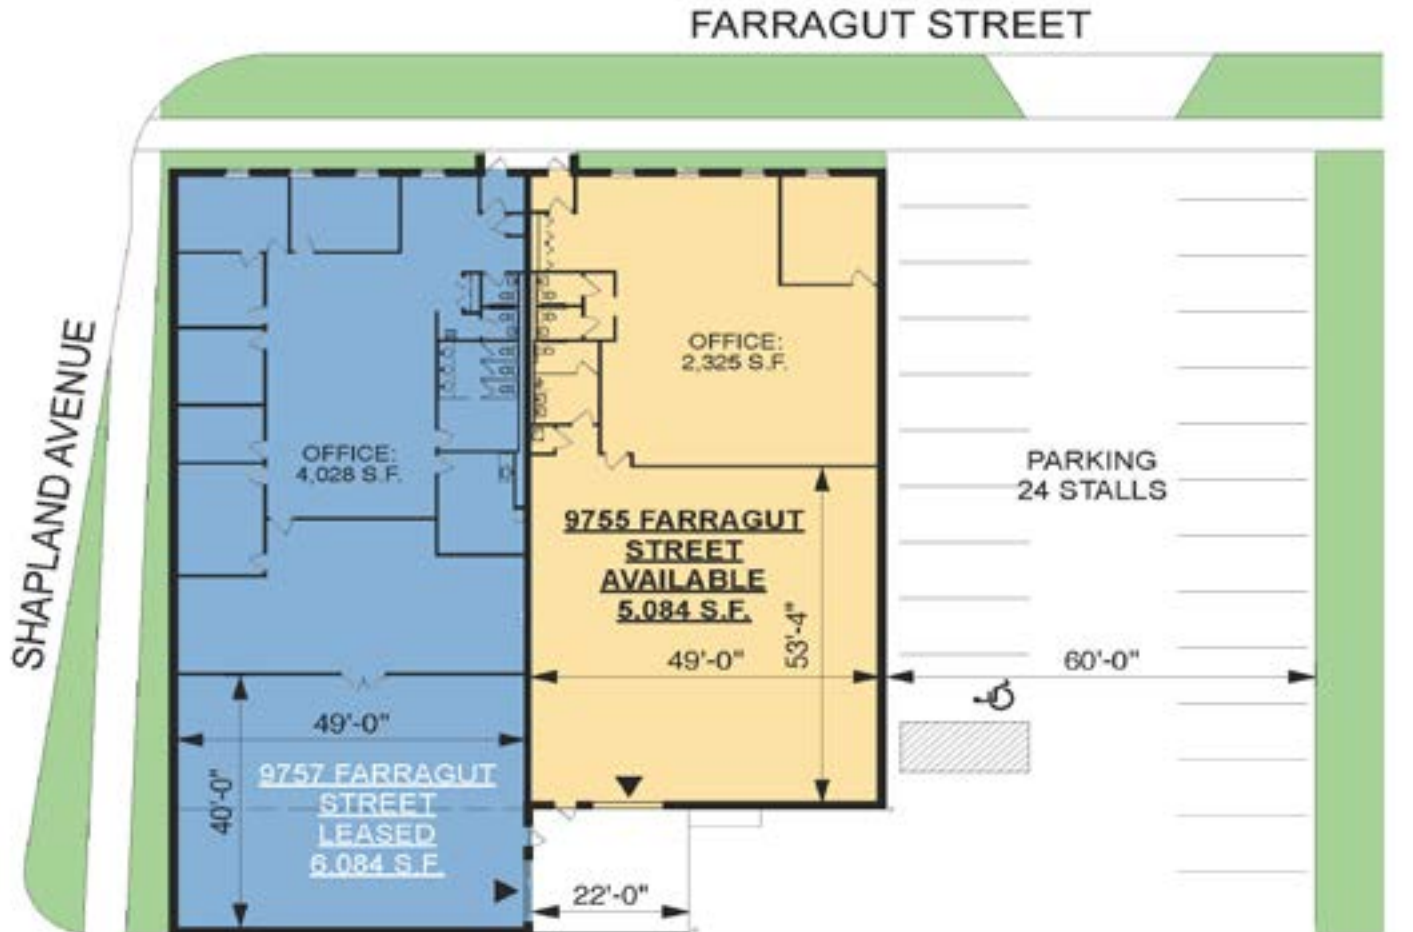 FARRAGUT STREET
SHAPLAND AVENUE
OFFICE:
4,028 S.F.
OFFICE:
2,325 S.F.
PARKING
24 STALLS
9755 FARRAGUT
STREET
AVAILABLE
5,084 S.F.
53'-4"
49'-0"
60'-0"
49'-0"
40'-0"
9757 FARRAGUT
STREET
LEASED
6,084 S.F.
22'-0"